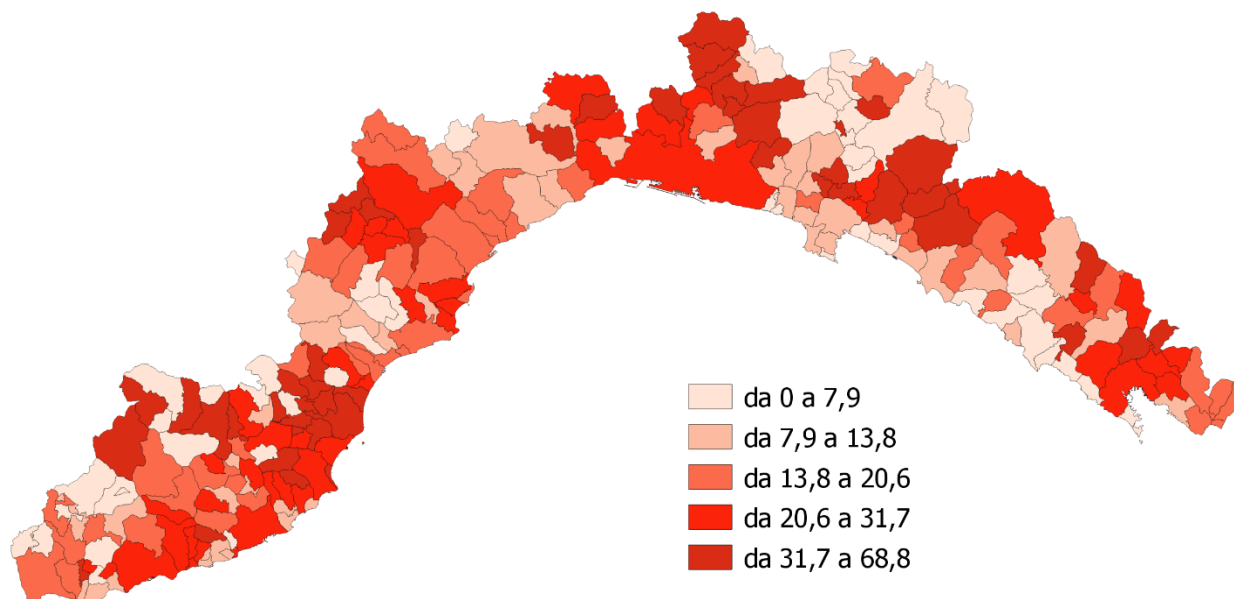 da 0 a 7,9
da 7,9 a 13,8
da 13,8 a 20,6
da 20,6 a 31,7
da 31,7 a 68,8